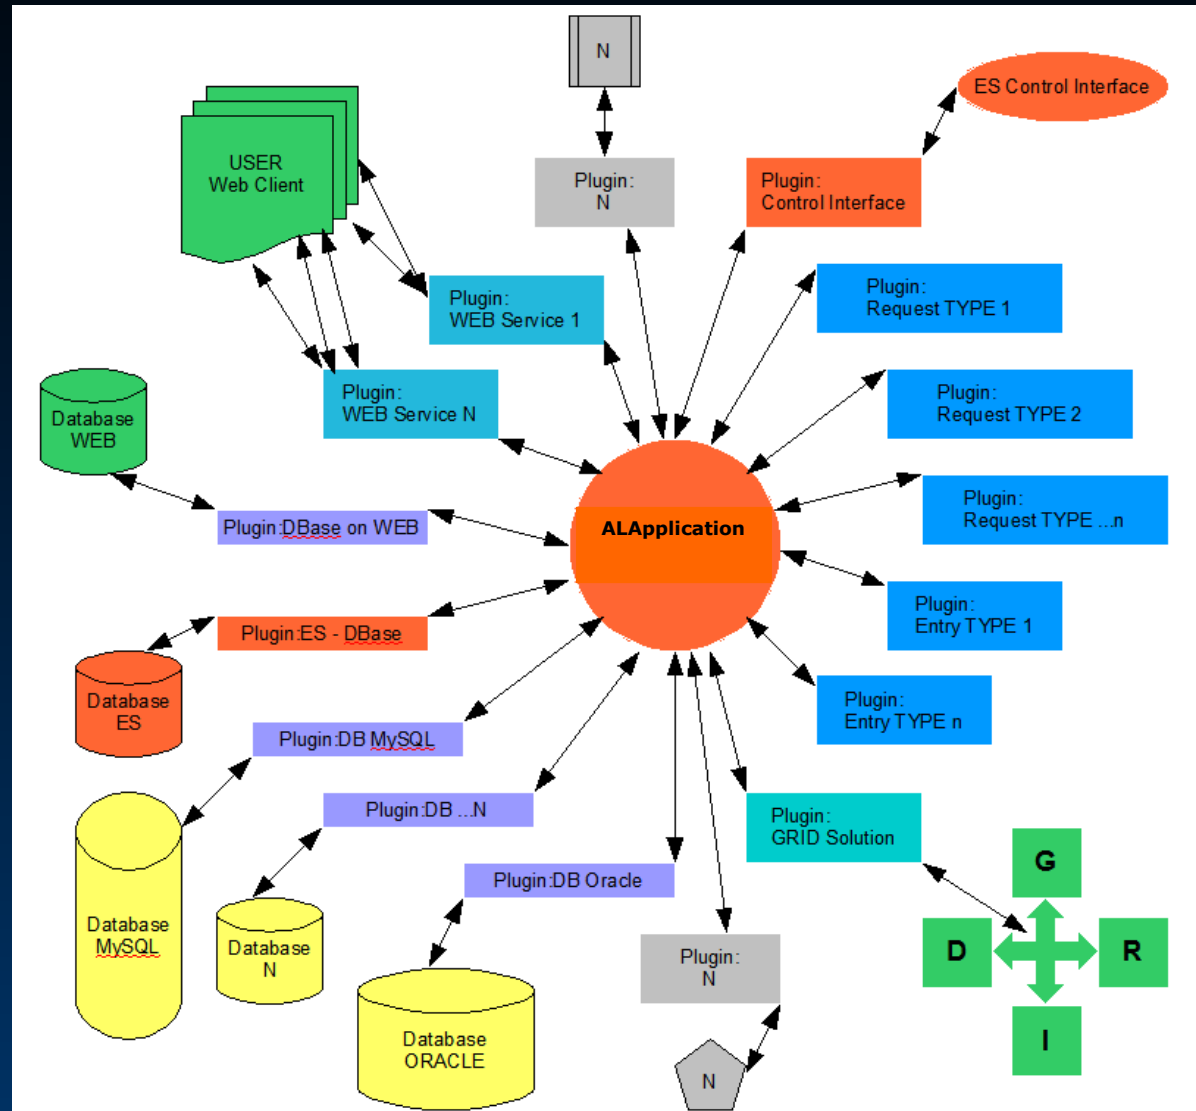 N
ES Control Interface
USER
Web Client
Plugin:
N
Plugin:
Control Interface
Plugin:
WEB Service 1
Plugin:
Request TYPE 1
Plugin:
WEB Service N
Plugin:
Request TYPE 2
Database
WEB
Plugin:DBase on WEB
ALApplication
Plugin:
Request TYPE ...n
Plugin:ES - DBase
Plugin:
Entry TYPE 1
Database
ES
Plugin:DB MySQL
Plugin:
Entry TYPE n
Plugin:DB ...N
Plugin:
GRID Solution
Plugin:DB Oracle
Database
MySQL
Database
N
Plugin:
N
Database
ORACLE
N
G
D
R
I